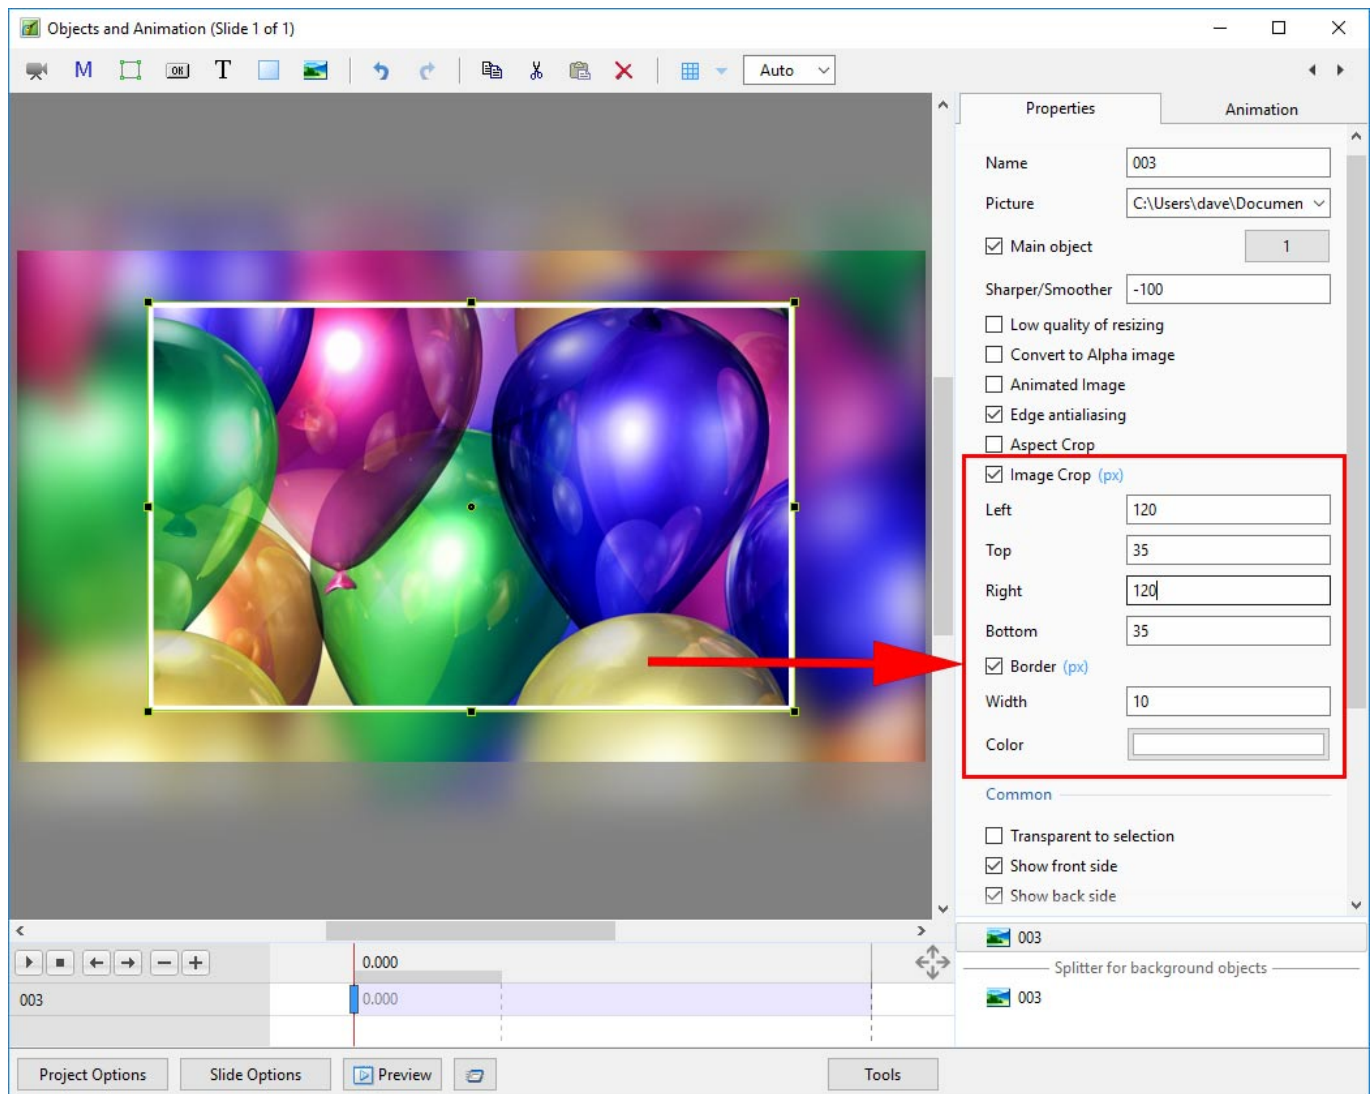 Objects and Animation (Slide 1 of 1)
M OK T Auto
Properties Animation
Name 003
Picture C:\Users\dave\Documen
Main object 1
Sharper/Smoother -100
Low quality of resizing
Convert to Alpha image
Animated Image
Edge antialiasing
Aspect Crop
Image Crop (px)
Left 120
Top 35
Right 120
Bottom 35
Border (px)
Width 10
Color
Common
Transparent to selection
Show front side
Show back side
003
Splitter for background objects
003
0.000
003 0.000
Project Options Slide Options Preview Tools